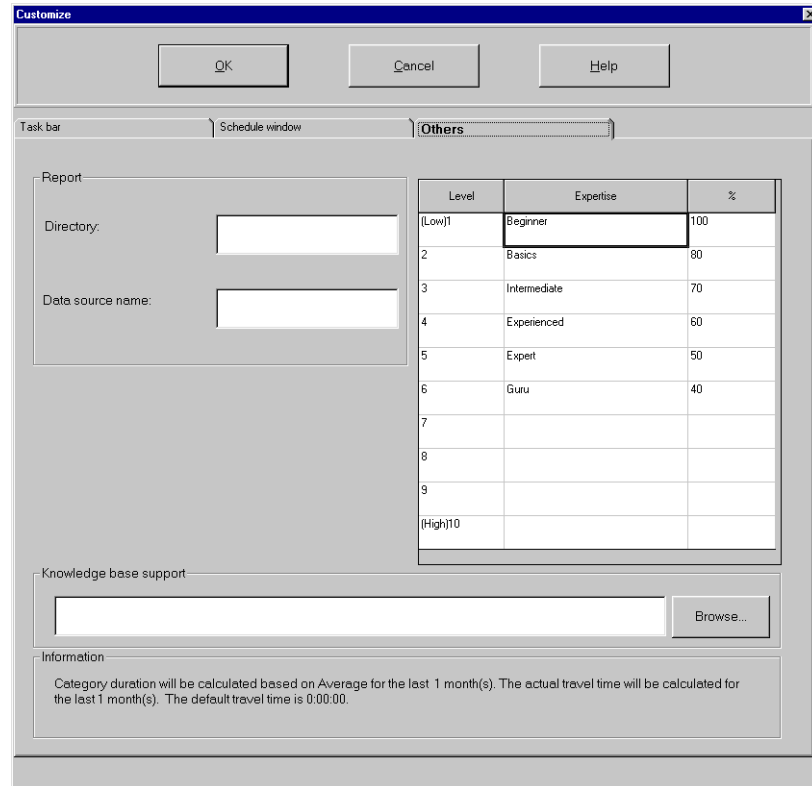 Customize
OK Cancel Help
Task bar Schedule window Others
Report
Directory:
Data source name:
Level Expertise %
(Low)1 Beginner 100
2 Basics 80
3 Intermediate 70
4 Experienced 60
5 Expert 50
6 Guru 40
7
8
9
(High)10
Knowledge base support
Browse...
Information
Category duration will be calculated based on Average for the last 1 month(s). The actual travel time will be calculated for
the last 1 month(s). The default travel time is 0:00:00.